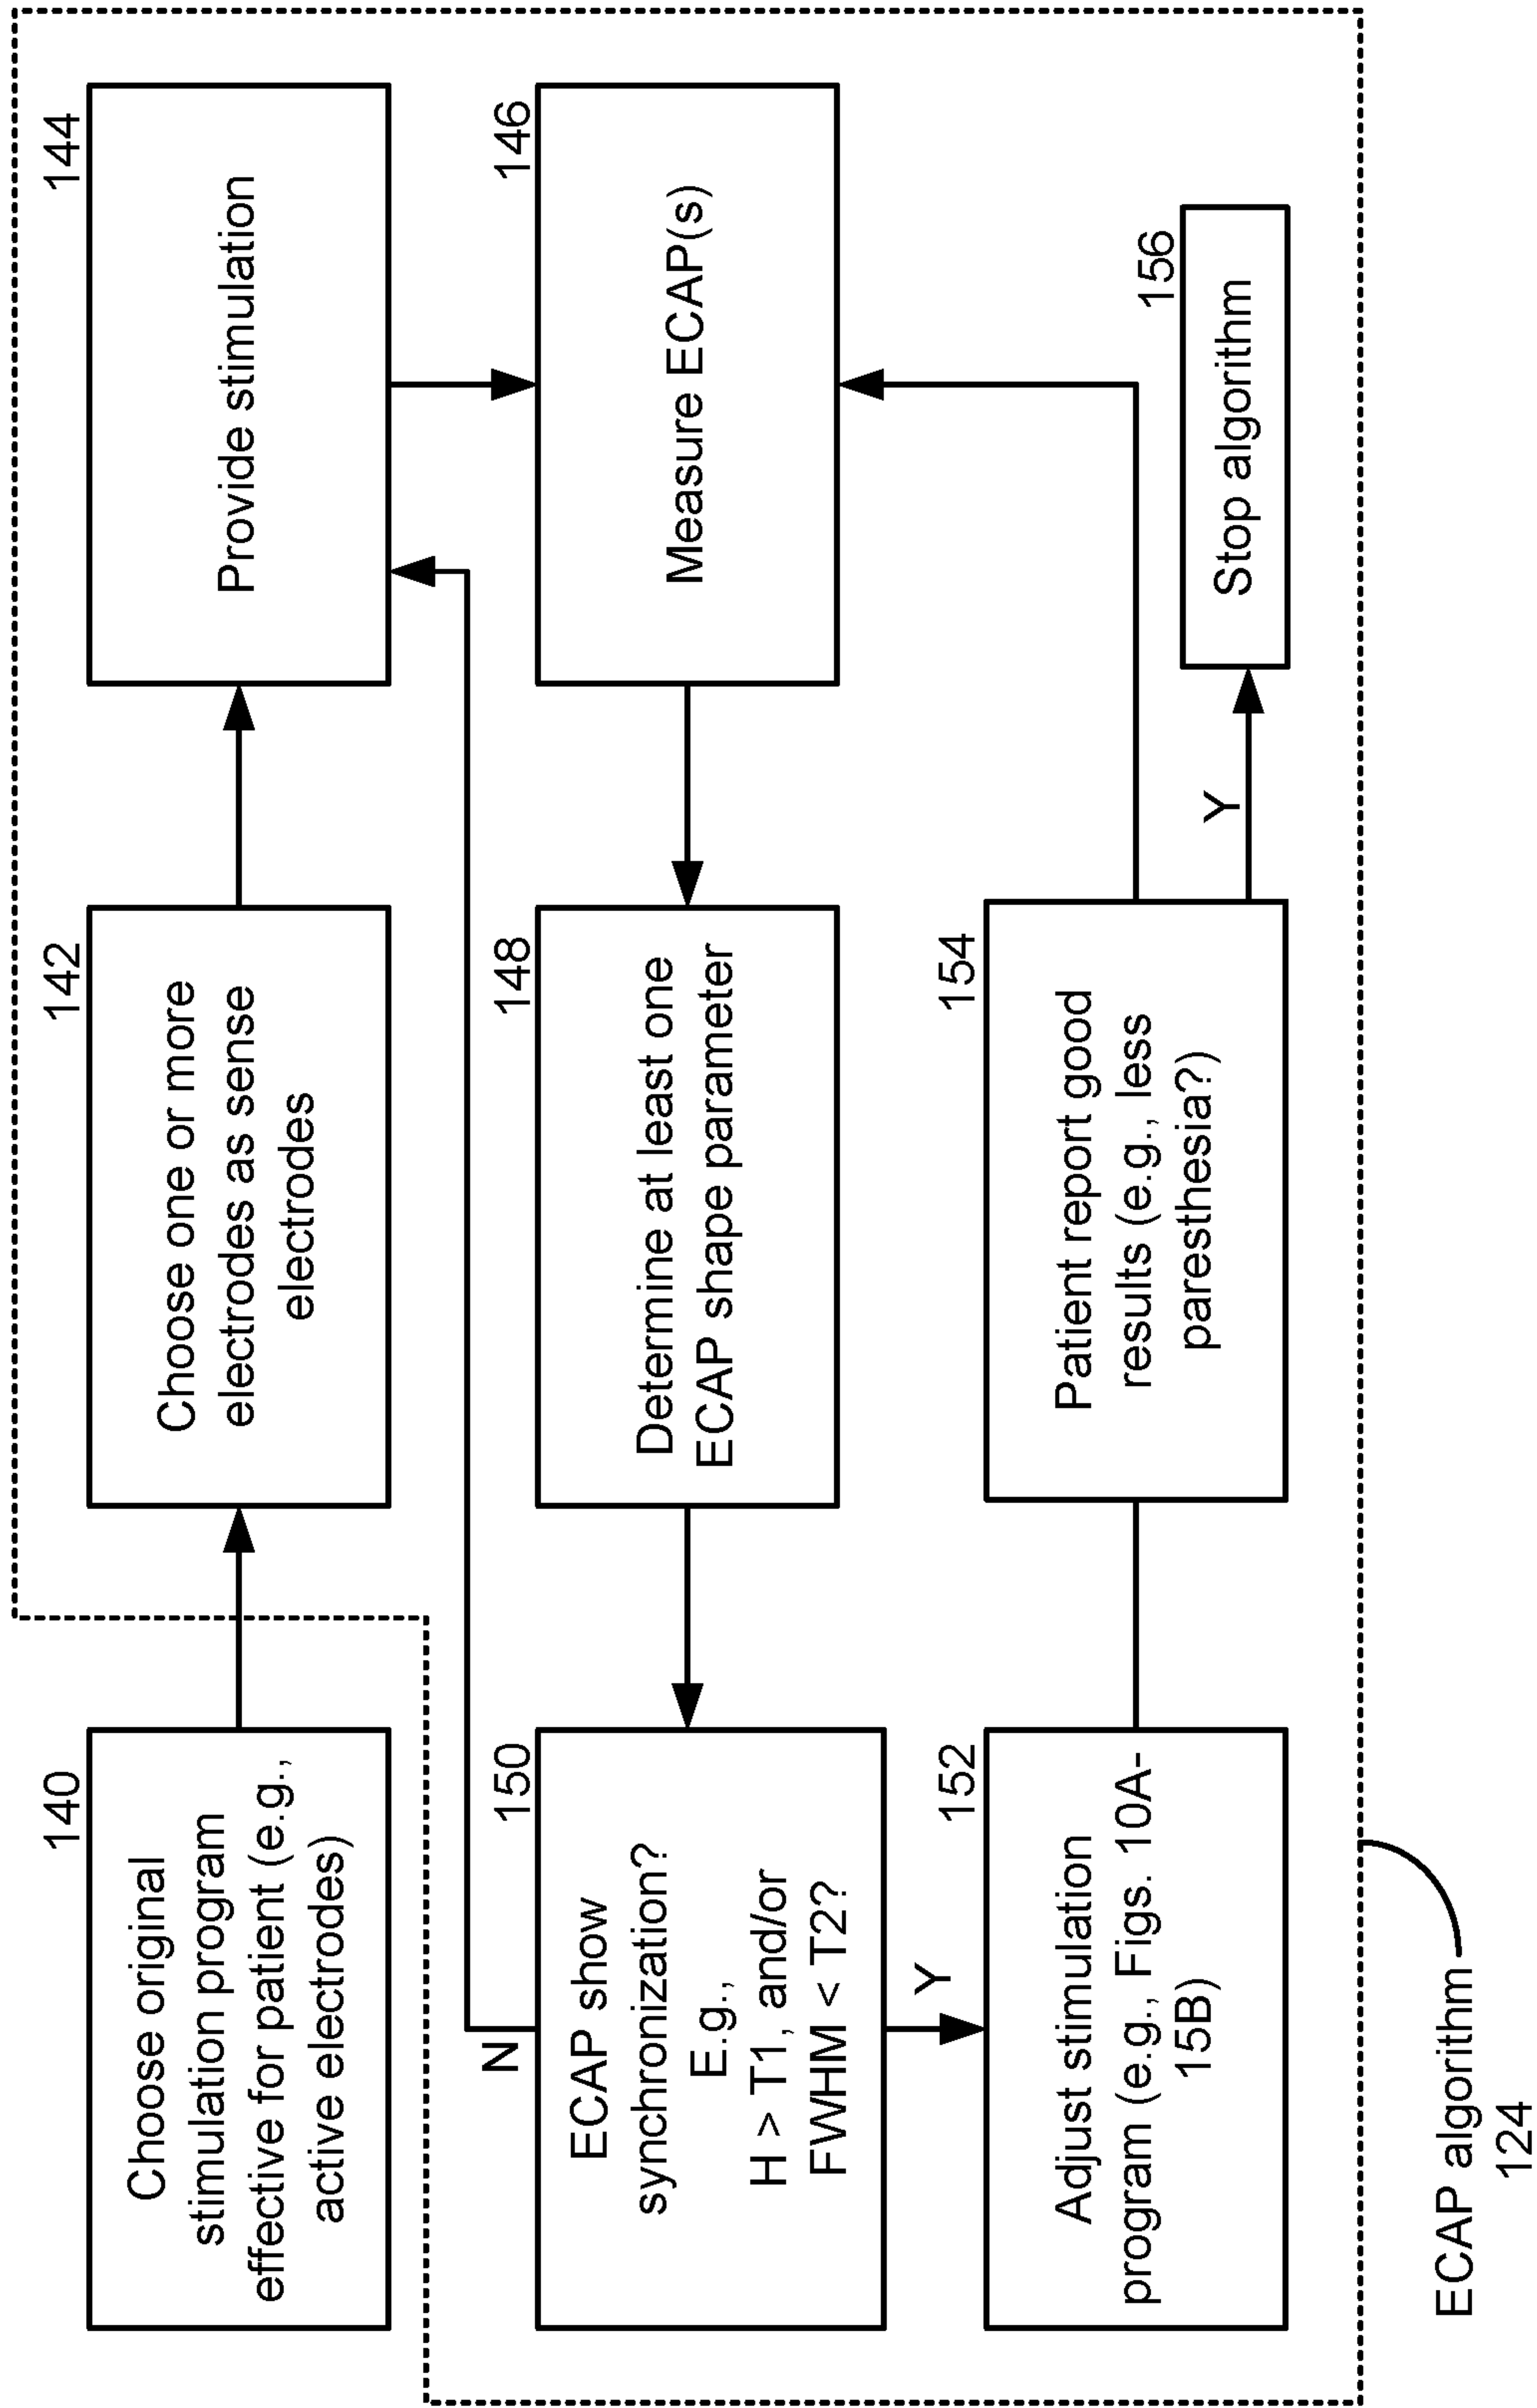 140
Choose original
stimulation program
effective for patient (e.g.,
active electrodes)
142
Choose one or more
electrodes as sense
electrodes
144
Provide stimulation
146
Measure ECAP(s)
148
Determine at least one
ECAP shape parameter
150
ECAP show
synchronization?
E.g.,
H > T1, and/or
FWHM < T2?
N
Y
152
Adjust stimulation
program (e.g., Figs. 10A-
15B)
154
Patient report good
results (e.g., less
paresthesia?)
Y
156
Stop algorithm
ECAP algorithm
124